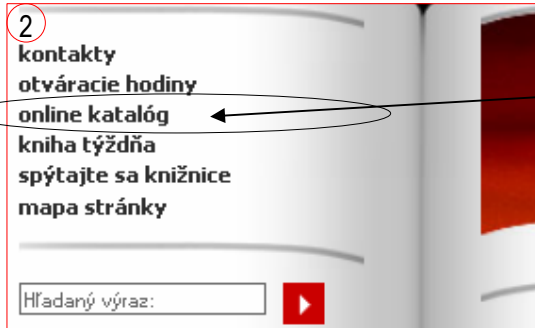 2
kontakty
otváracie hodiny
online katalóg
kniha týždňa
spýtajte sa knižnice
mapa stránky
Hľadaný výraz: